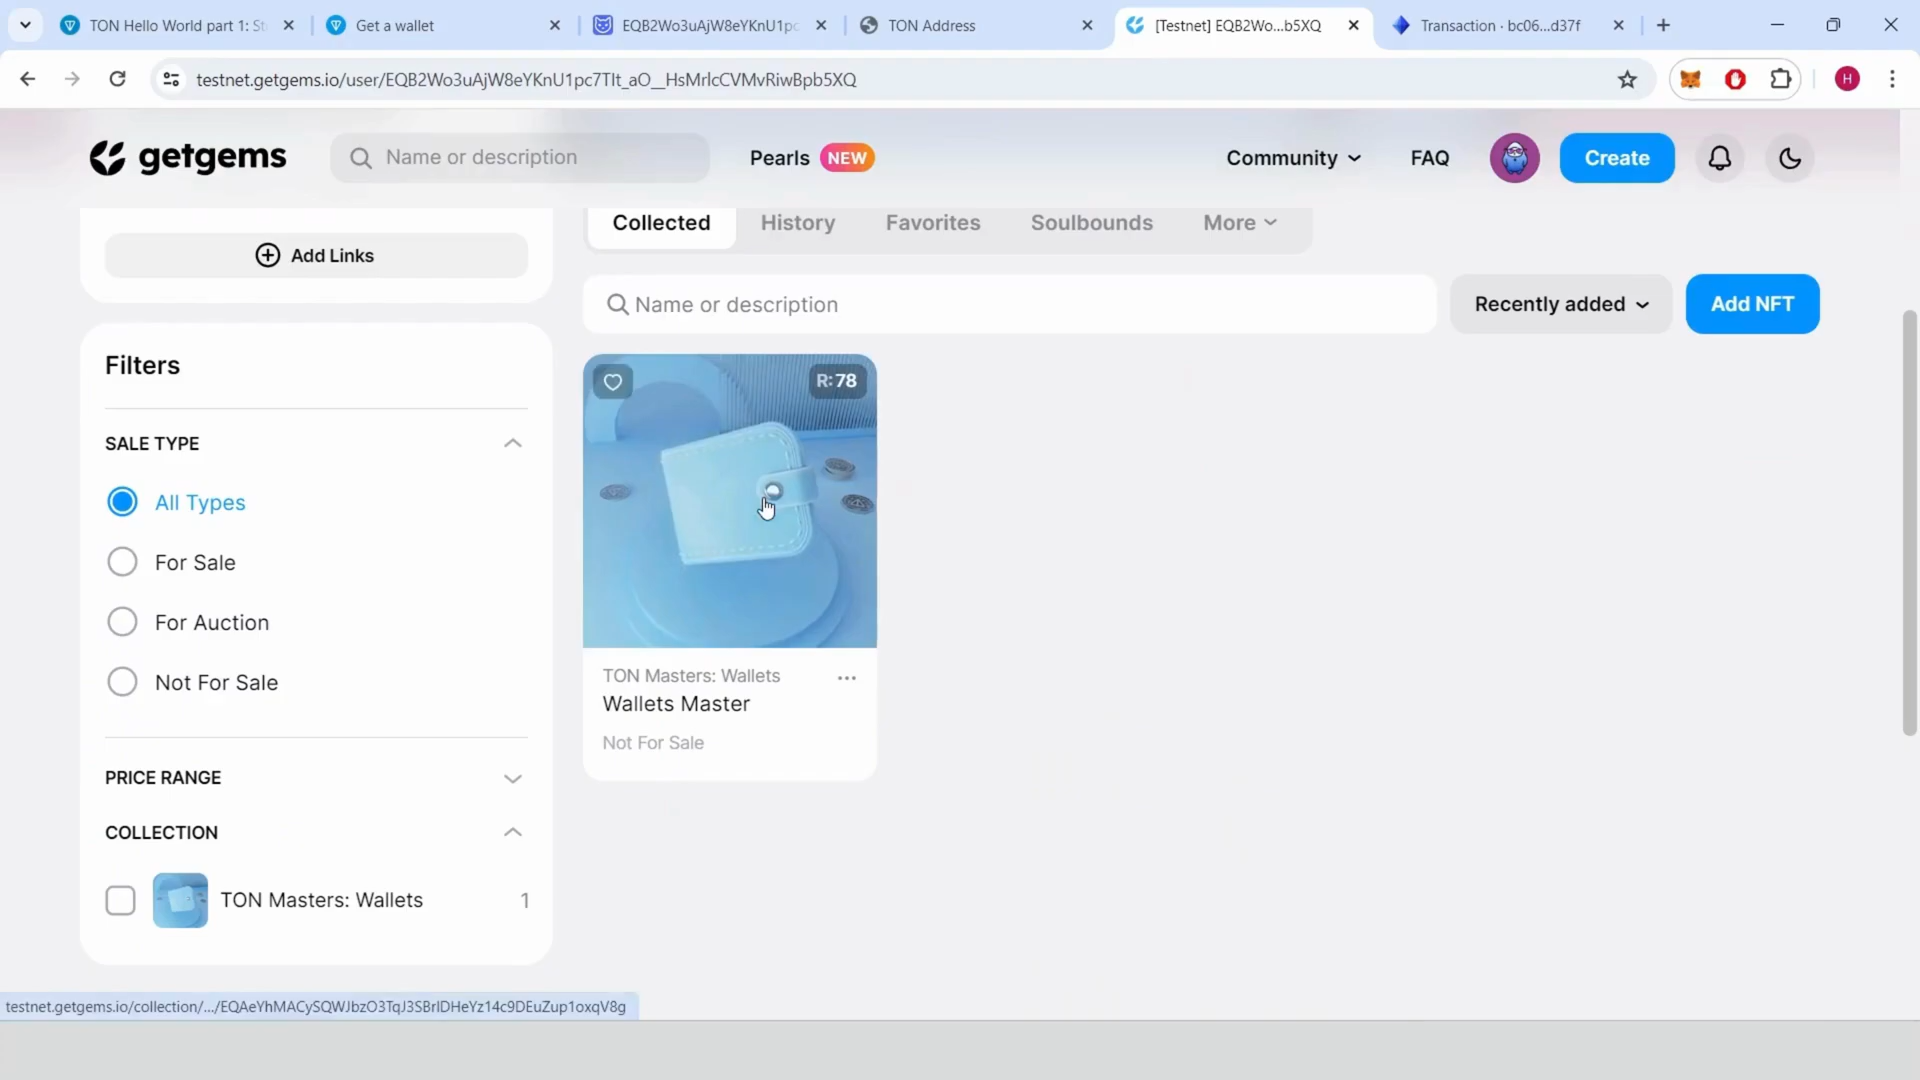 TON Hello World part 1: St
Get a wallet
EQB2Wo3uAjW8eYKnU1pc
TON Address
[Testnet] EQB2Wo...b5XQ
Transaction · bc06...d37f
testnet.getgems.io/user/EQB2Wo3uAjW8eYKnU1pc7TIt_aO__HsMrlcCVMvRiwBpb5XQ
H
getgems
Name or description
Pearls NEW
Community
FAQ
Create
Collected
History
Favorites
Soulbounds
More
Add Links
Name or description
Recently added
Add NFT
Filters
R: 78
SALE TYPE
All Types
For Sale
For Auction
Not For Sale
TON Masters: Wallets
Wallets Master
Not For Sale
PRICE RANGE
COLLECTION
TON Masters: Wallets 1
testnet.getgems.io/collection/.../EQAeYhMACySQWJbzO3TqJ3SBrIDHeYz14c9DEuZup1oxqV8g